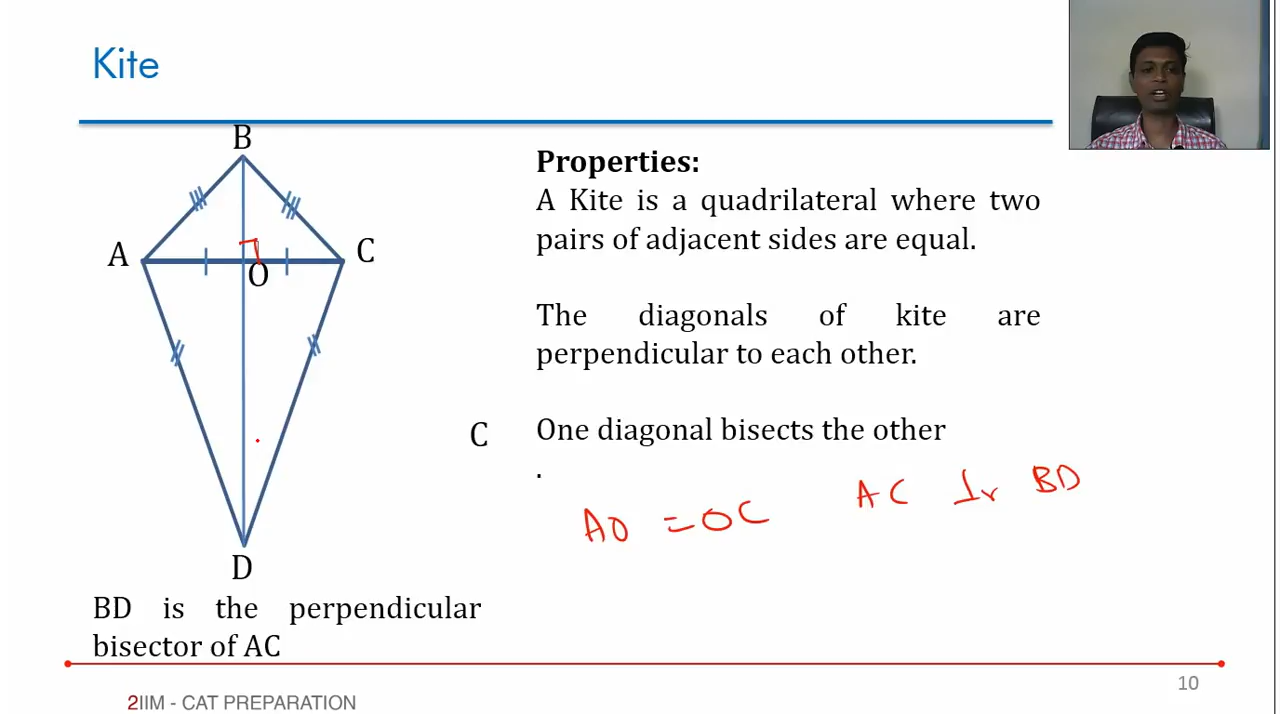 Kite
B
A
C
O
D
Properties:
A Kite is a quadrilateral where two
pairs of adjacent sides are equal.
The diagonals of kite are
perpendicular to each other.
C
One diagonal bisects the other
.
AO = OC
AC ⊥r BD
BD is the perpendicular
bisector of AC
2IIM - CAT PREPARATION
10